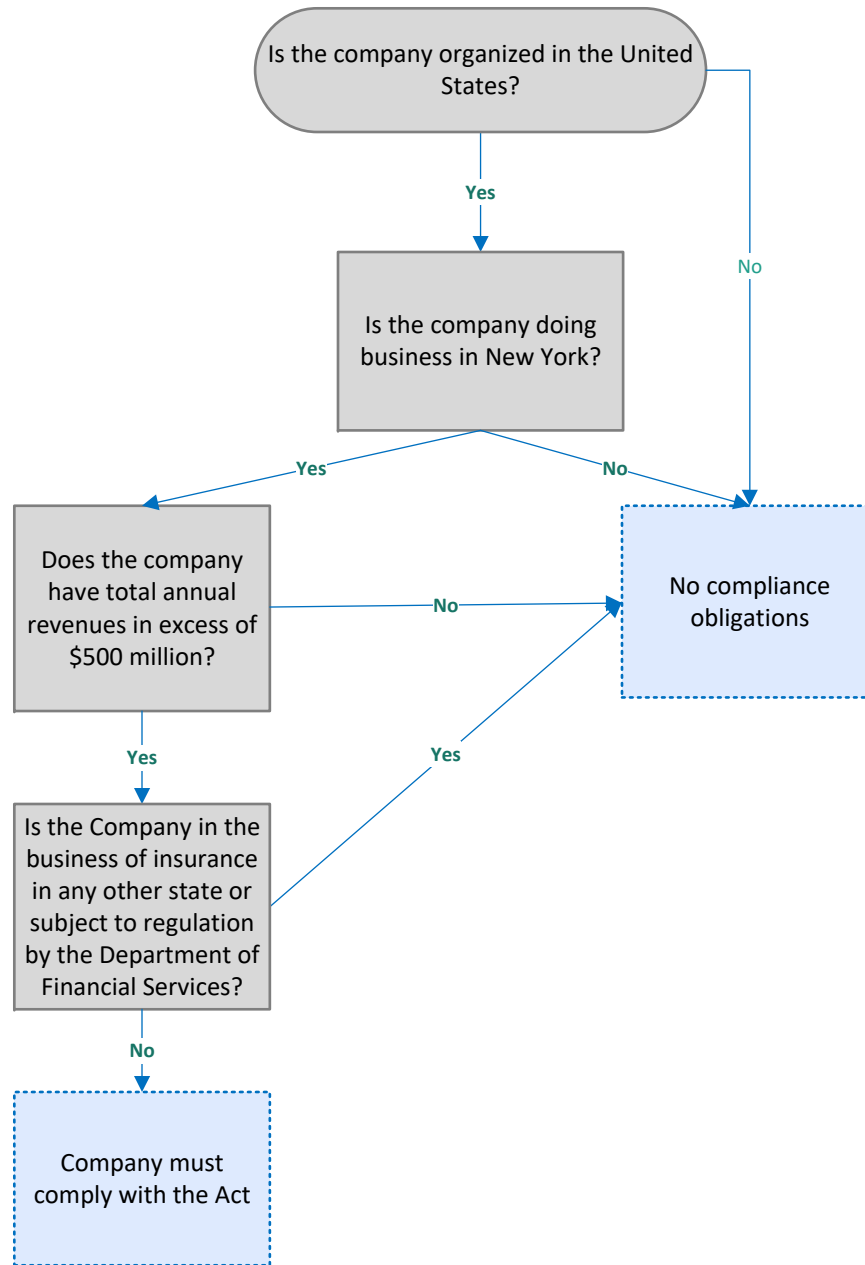 Is the company organized in the United
States?
Yes
No
Is the company doing
business in New York?
Yes
No
Does the company
have total annual
revenues in excess of
$500 million?
No
No compliance
obligations
Yes
Yes
Is the Company in the
business of insurance
in any other state or
subject to regulation
by the Department of
Financial Services?
No
Company must
comply with the Act